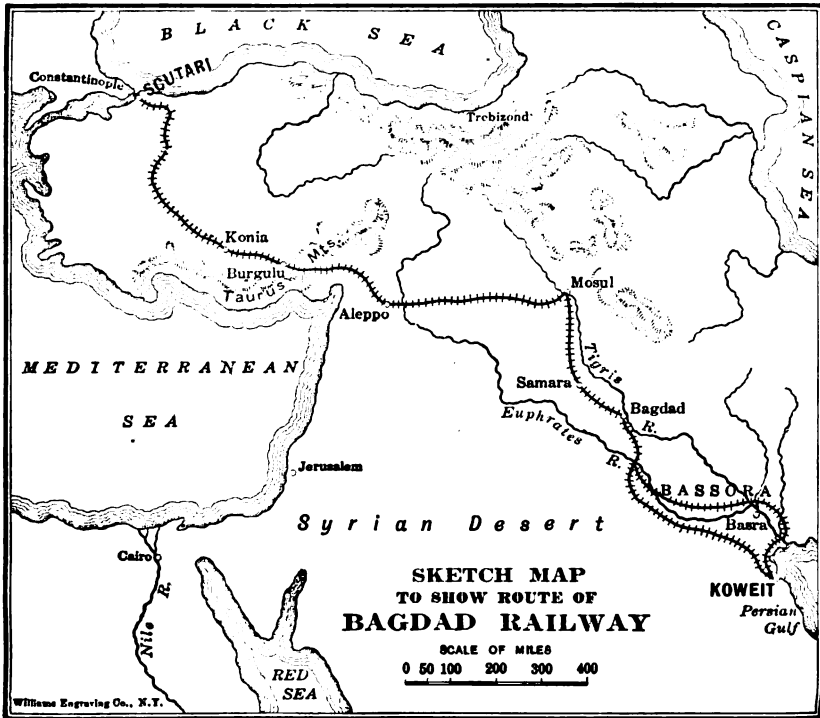 BLACK SEA
CASPIAN SEA
Constantinople
SCUTARI
Trebizond
Konia
Burgulu
Taurus Mts.
Aleppo
Mosul
MEDITERRANEAN
SEA
Samara
Tigris
R.
Bagdad
Euphrates
R.
BASSORA
Basra
Jerusalem
Syrian Desert
Cairo
Nile R.
RED
SEA
KOWEIT
Persian
Gulf
SKETCH MAP
TO SHOW ROUTE OF
BAGDAD RAILWAY
SCALE OF MILES
0 50 100 200 300 400
Williams Engraving Co., N.Y.